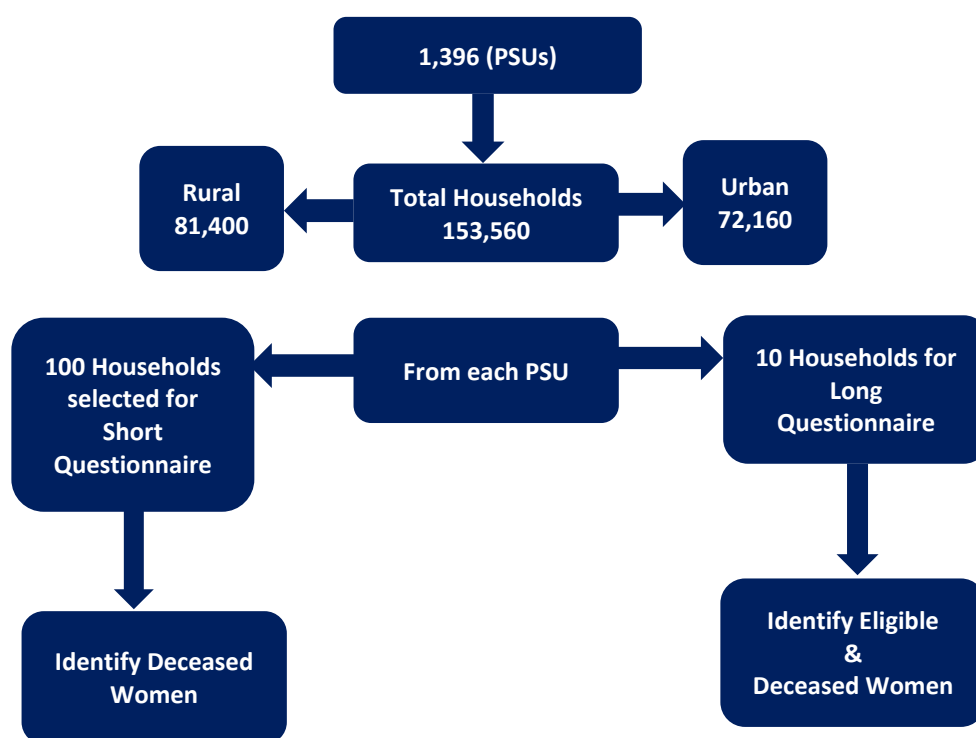 1,396 (PSUs)
Rural
81,400
Total Households
153,560
Urban
72,160
100 Households
selected for
Short
Questionnaire
From each PSU
10 Households for
Long
Questionnaire
Identify Deceased
Women
Identify Eligible
&
Deceased Women